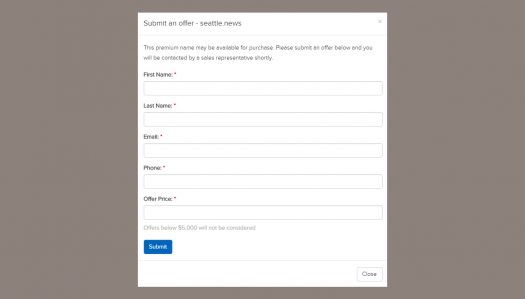 Submit an offer - seattle.news
×
This premium name may be available for purchase. Please submit an offer below and you
will be contacted by a sales representative shortly.
First Name: *
Last Name: *
Email: *
Phone: *
Offer Price: *
Offers below $5,000 will not be considered
Submit
Close